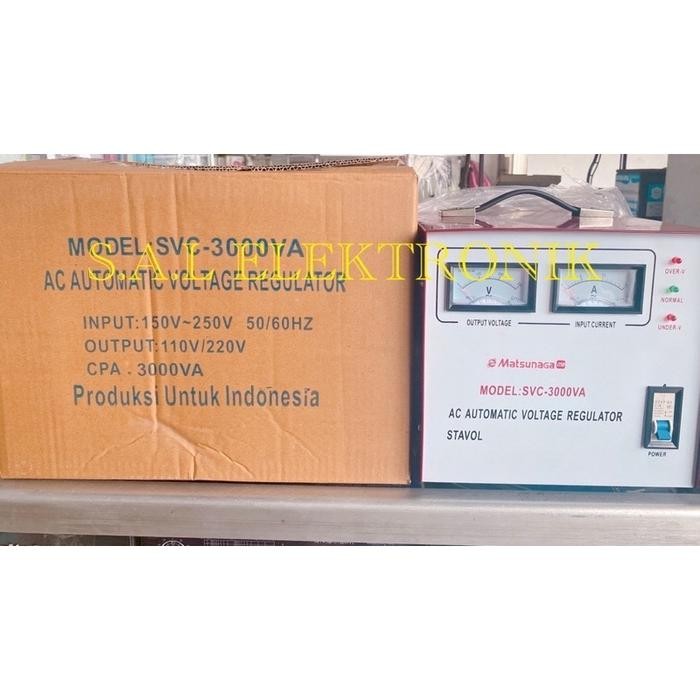 MODEL:SVC-3000VA
AC AUTOMATIC VOLTAGE REGULATOR
INPUT:150V~250V 50/60HZ
OUTPUT:110V/220V
CPA . 3000VA
Produksi Untuk Indonesia
S.A.L ELEKTRONIK
V
A
OUTPUT VOLTAGE
INPUT CURRENT
OVER-V
NORMAL
UNDER-V
Matsunaga
MODEL:SVC-3000VA
AC AUTOMATIC VOLTAGE REGULATOR
STAVOL
POWER